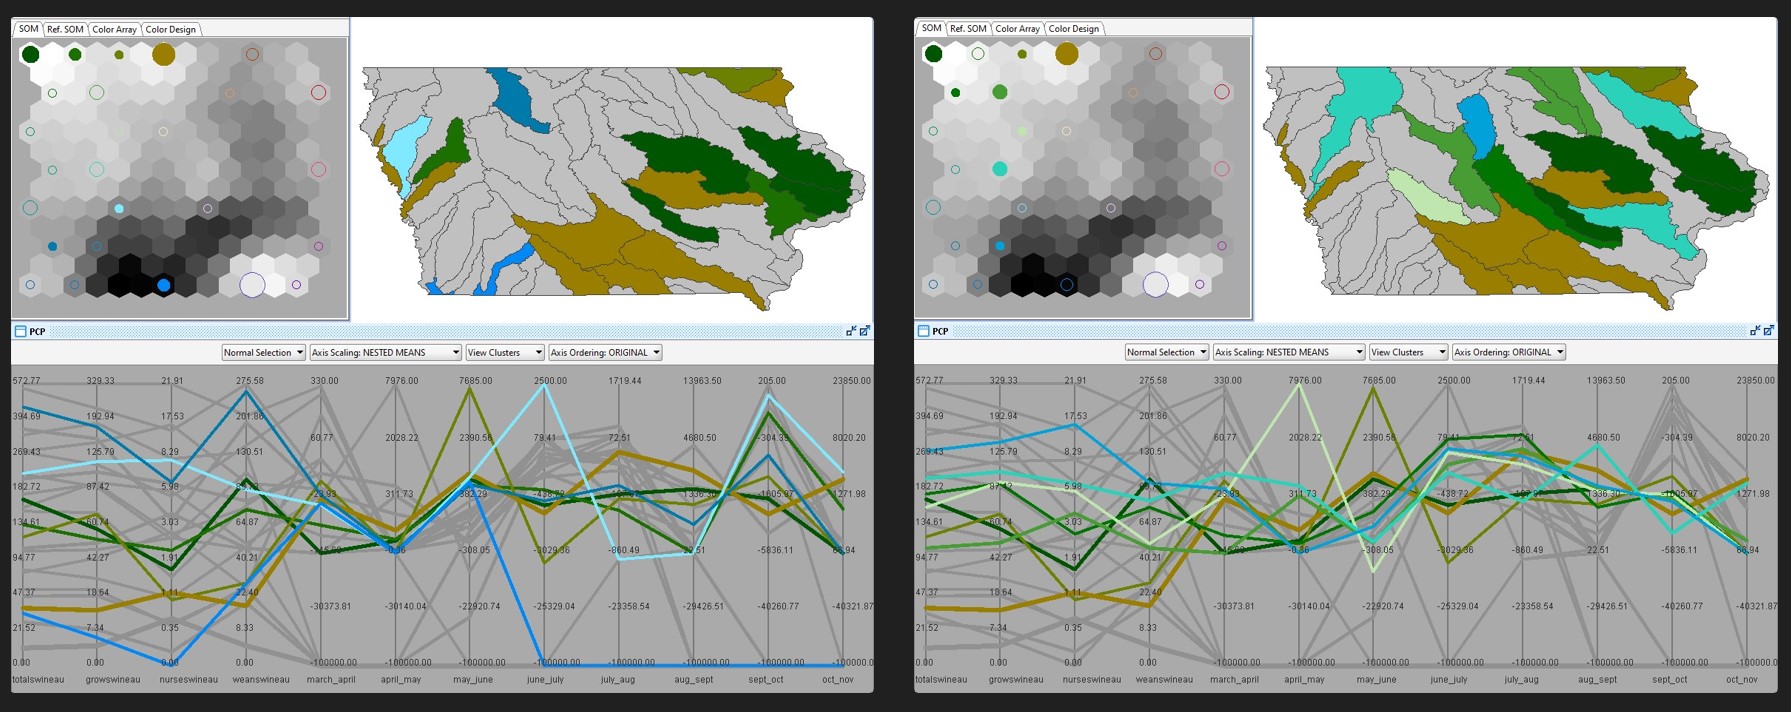 SOM Ref. SOM Color Array Color Design
PCP
Normal Selection Axis Scaling: NESTED MEANS View Clusters Axis Ordering: ORIGINAL
572.77 329.33 21.91 275.58 330.00 7976.00 7685.00 2500.00 1719.44 13963.50 205.00 23850.00
394.69 192.94 17.53 201.86
60.77 2028.22 2390.56 79.41 72.51 4680.50 -304.39 8020.20
269.43 125.79 8.29 130.51
182.72 87.42 5.98
-23.93 311.73 382.29 -438.72 1336.30 -1605.97 1271.98
134.61 60.74 3.03 64.87
94.77 42.27 1.91 40.21
-0.36 -308.05 -3029.36 -860.49 22.51 -5836.11 66.94
47.37 18.64 1.11 22.40
-30373.81 -30140.04 -22920.74 -25329.04 -23358.54 -29426.51 -40260.77 -40321.87
21.52 7.34 0.35 8.33
0.00 0.00 0.00 0.00 -100000.00 -100000.00 -100000.00 -100000.00 -100000.00 -100000.00 -100000.00 -100000.00
totalswineau growswineau nurseswineau weanswineau march_april april_may may_june june_july july_aug aug_sept sept_oct oct_nov
SOM Ref. SOM Color Array Color Design
PCP
Normal Selection Axis Scaling: NESTED MEANS View Clusters Axis Ordering: ORIGINAL
572.77 329.33 21.91 275.58 330.00 7976.00 7685.00 2500.00 1719.44 13963.50 205.00 23850.00
394.69 192.94 17.53 201.86
60.77 2028.22 2390.56 79.41 72.51 4680.50 -304.39 8020.20
269.43 125.79 8.29 130.51
182.72 87.42 5.98
-23.93 311.73 382.29 -438.72 1336.30 -1605.97 1271.98
134.61 60.74 3.03 64.87
94.77 42.27 1.91 40.21
-0.36 -308.05 -3029.36 -860.49 22.51 -5836.11 66.94
47.37 18.64 1.11 22.40
-30373.81 -30140.04 -22920.74 -25329.04 -23358.54 -29426.51 -40260.77 -40321.87
21.52 7.34 0.35 8.33
0.00 0.00 0.00 0.00 -100000.00 -100000.00 -100000.00 -100000.00 -100000.00 -100000.00 -100000.00 -100000.00
totalswineau growswineau nurseswineau weanswineau march_april april_may may_june june_july july_aug aug_sept sept_oct oct_nov